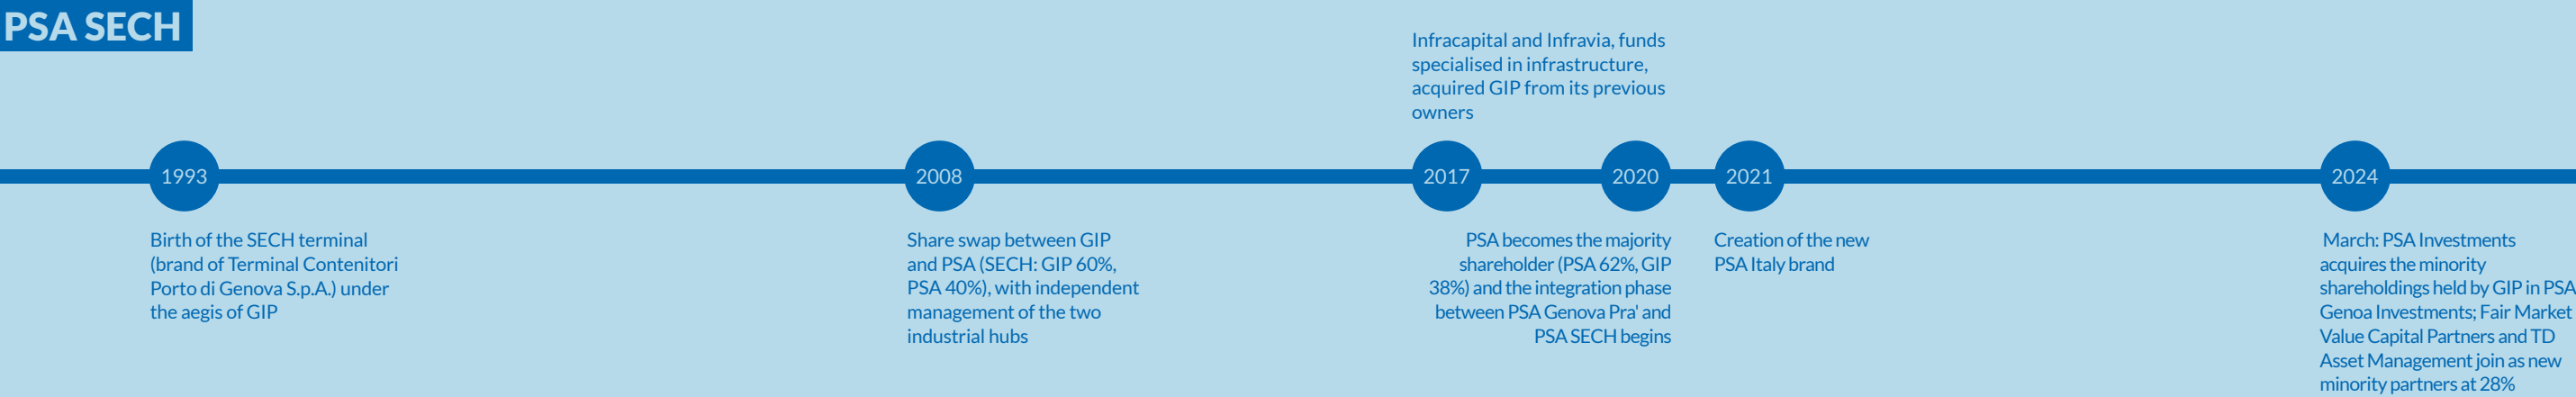 PSA SECH
1993
Birth of the SECH terminal
(brand of Terminal Contenitori
Porto di Genova S.p.A.) under
the aegis of GIP
2008
Share swap between GIP
and PSA (SECH: GIP 60%,
PSA 40%), with independent
management of the two
industrial hubs
Infracapital and Infravia, funds
specialised in infrastructure,
acquired GIP from its previous
owners
2017
2020
PSA becomes the majority
shareholder (PSA 62%, GIP
38%) and the integration phase
between PSA Genova Pra' and
PSA SECH begins
2021
Creation of the new
PSA Italy brand
2024
March: PSA Investments
acquires the minority
shareholdings held by GIP in PSA
Genoa Investments; Fair Market
Value Capital Partners and TD
Asset Management join as new
minority partners at 28%